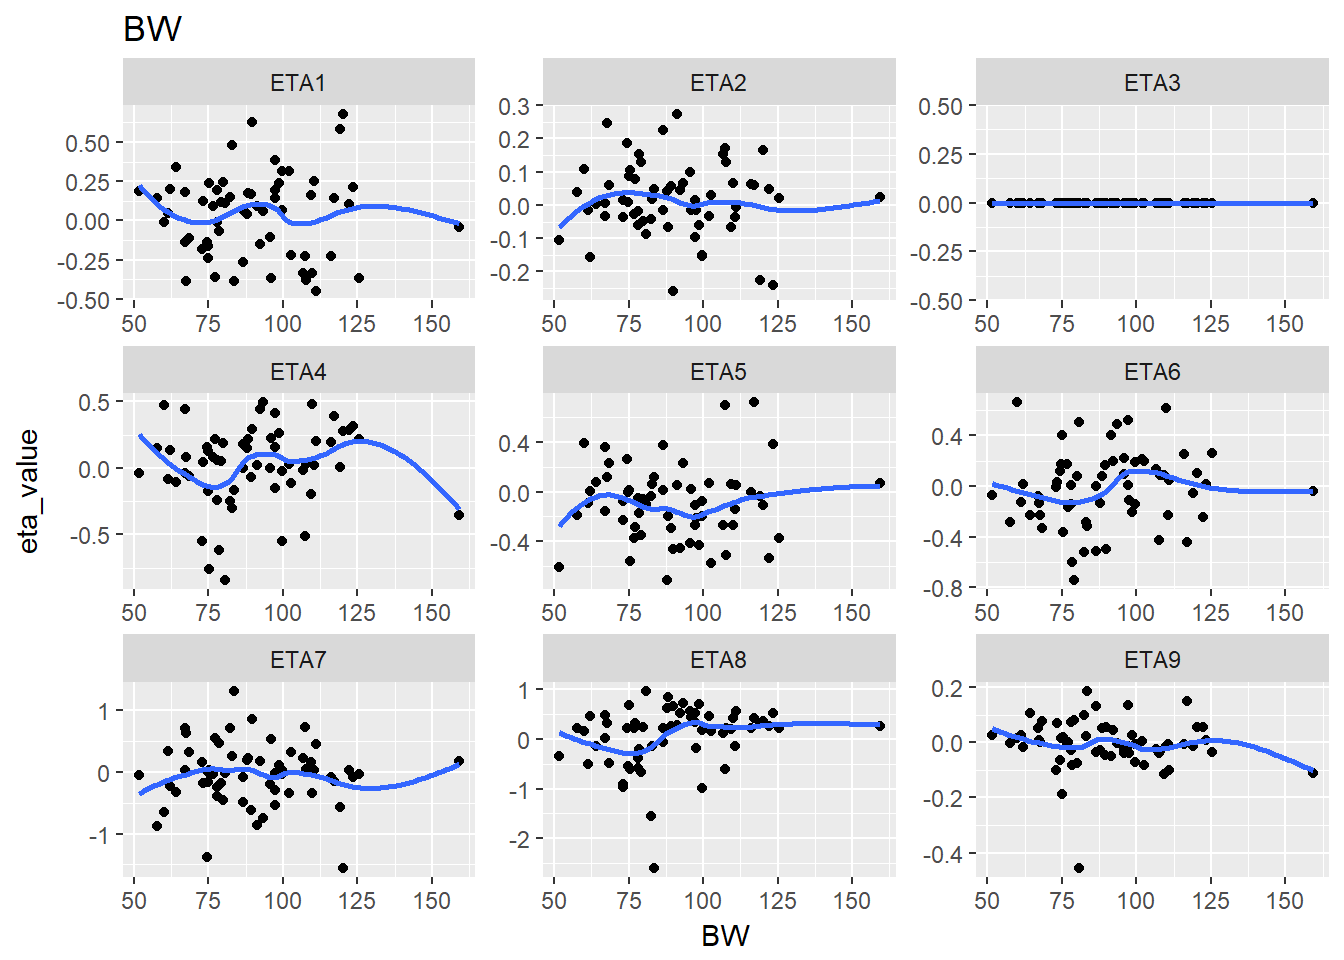 BW
ETA1 ETA2 ETA3
0.50 0.25 0.00 -0.25 -0.50
0.3 0.2 0.1 0.0 -0.1 -0.2
0.50 0.25 0.00 -0.25 -0.50
50 75 100 125 150 50 75 100 125 150 50 75 100 125 150
ETA4 ETA5 ETA6
0.5 0.0 -0.5
0.4 0.0 -0.4
0.4 0.0 -0.4 -0.8
50 75 100 125 150 50 75 100 125 150 50 75 100 125 150
eta_value
ETA7 ETA8 ETA9
1 0 -1
1 0 -1 -2
0.2 0.0 -0.2 -0.4
50 75 100 125 150 50 75 100 125 150 50 75 100 125 150
BW